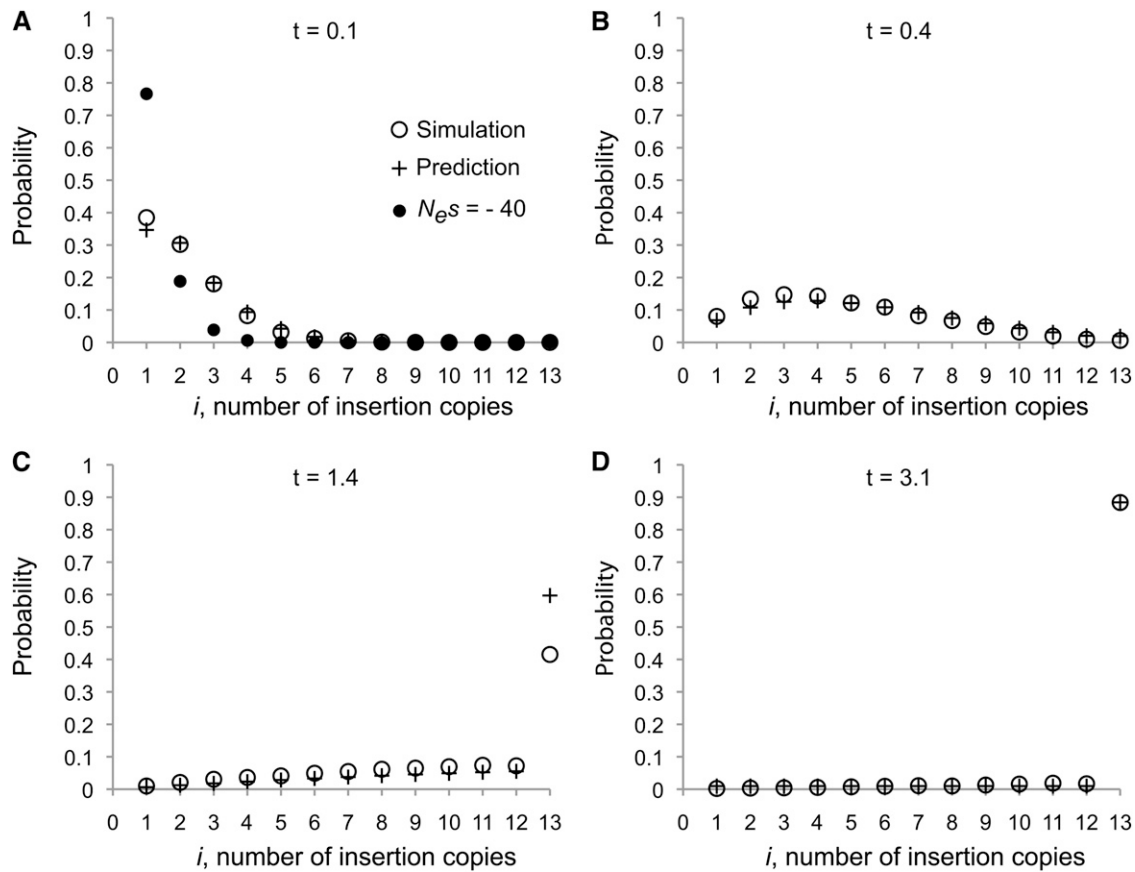 A
t = 0.1
1
0.9
0.8
0.7
0.6
0.5
0.4
0.3
0.2
0.1
0
Probability
Simulation
Prediction
Nes = - 40
0 1 2 3 4 5 6 7 8 9 10 11 12 13
i, number of insertion copies
B
t = 0.4
1
0.9
0.8
0.7
0.6
0.5
0.4
0.3
0.2
0.1
0
Probability
0 1 2 3 4 5 6 7 8 9 10 11 12 13
i, number of insertion copies
C
t = 1.4
1
0.9
0.8
0.7
0.6
0.5
0.4
0.3
0.2
0.1
0
Probability
0 1 2 3 4 5 6 7 8 9 10 11 12 13
i, number of insertion copies
D
t = 3.1
1
0.9
0.8
0.7
0.6
0.5
0.4
0.3
0.2
0.1
0
Probability
0 1 2 3 4 5 6 7 8 9 10 11 12 13
i, number of insertion copies